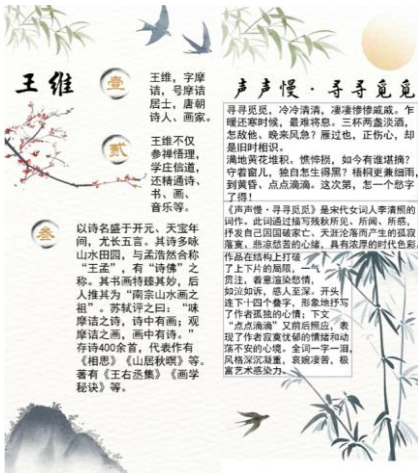 王维
壹
王维，字摩
诘，号摩诘
居士，唐朝
诗人、画家。
贰
王维不仅
参禅悟理，
学庄信道，
还精通诗、
书、画、
音乐等。
叁
以诗名盛于开元、天宝年
间，尤长五言。其诗多咏
山水田园，与孟浩然合称
“王孟”，有“诗佛”之
称。其书画特臻其妙，后
人推其为“南宗山水画之
祖”。苏轼评之曰：“味
摩诘之诗，诗中有画；观
摩诘之画，画中有诗。”
存诗400余首，代表作有
《相思》《山居秋暝》等。
著有《王右丞集》《画学
秘诀》等。
声声慢·寻寻觅觅
寻寻觅觅，冷冷清清，凄凄惨惨戚戚。乍
暖还寒时候，最难将息。三杯两盏淡酒，
怎敌他、晚来风急？雁过也，正伤心，却
是旧时相识。
满地黄花堆积。憔悴损，如今有谁堪摘？
守着窗儿，独自怎生得黑？梧桐更兼细雨，
到黄昏、点点滴滴。这次第，怎一个愁字
了得！
《声声慢·寻寻觅觅》是宋代女词人李清照的
词作。此词通过描写残秋所见、所闻、所感，
抒发自己因国破家亡、天涯沦落而产生的孤寂
落寞、悲凉愁苦的心绪，具有浓厚的时代色彩。
作品在结构上打破
了上下片的局限，一气
贯注，着意渲染愁情，
如泣如诉，感人至深。开头
连下十四个叠字，形象地抒写
了作者孤独的心情；下文
“点点滴滴”又前后照应，表
现了作者寂寞忧郁的情绪和动
荡不安的心境。全词一字一泪，
风格深沉凝重，哀婉凄苦，极
富艺术感染力。